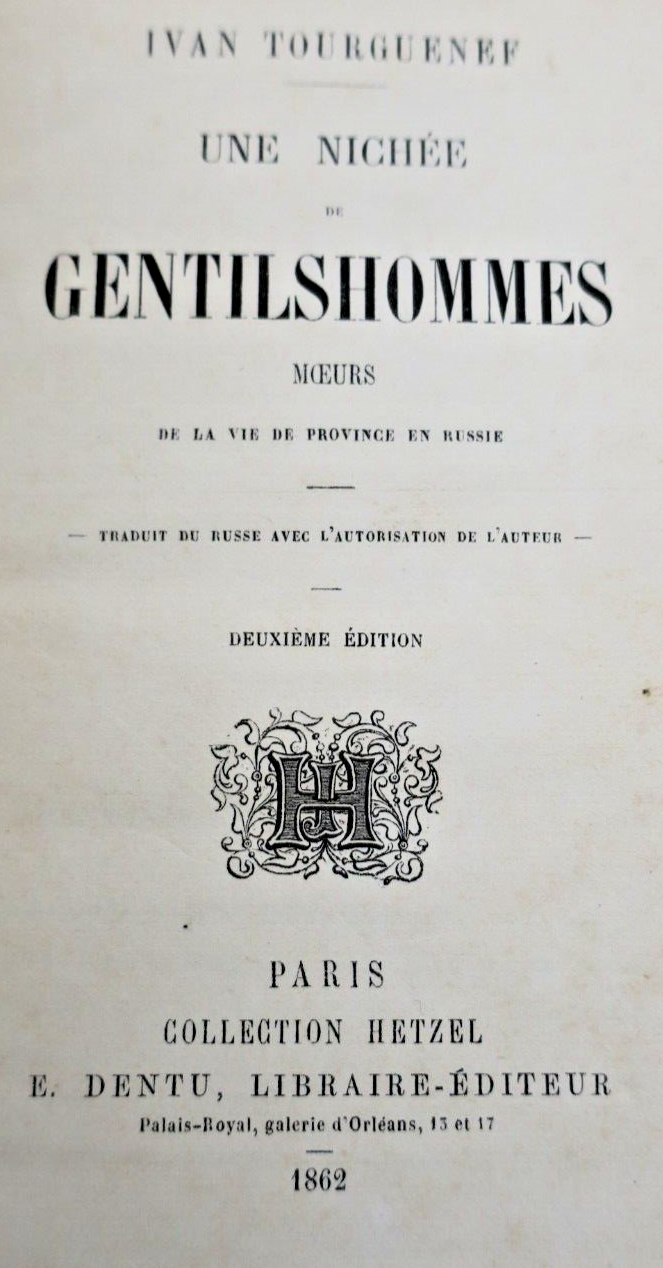 IVAN TOURGUENEF
UNE NICHÉE
DE
GENTILSHOMMES
MŒURS
DE LA VIE DE PROVINCE EN RUSSIE
— TRADUIT DU RUSSE AVEC L'AUTORISATION DE L'AUTEUR —
DEUXIÈME ÉDITION
JH
PARIS
COLLECTION HETZEL
E. DENTU, LIBRAIRE-ÉDITEUR
Palais-Royal, galerie d'Orléans, 13 et 17
1862